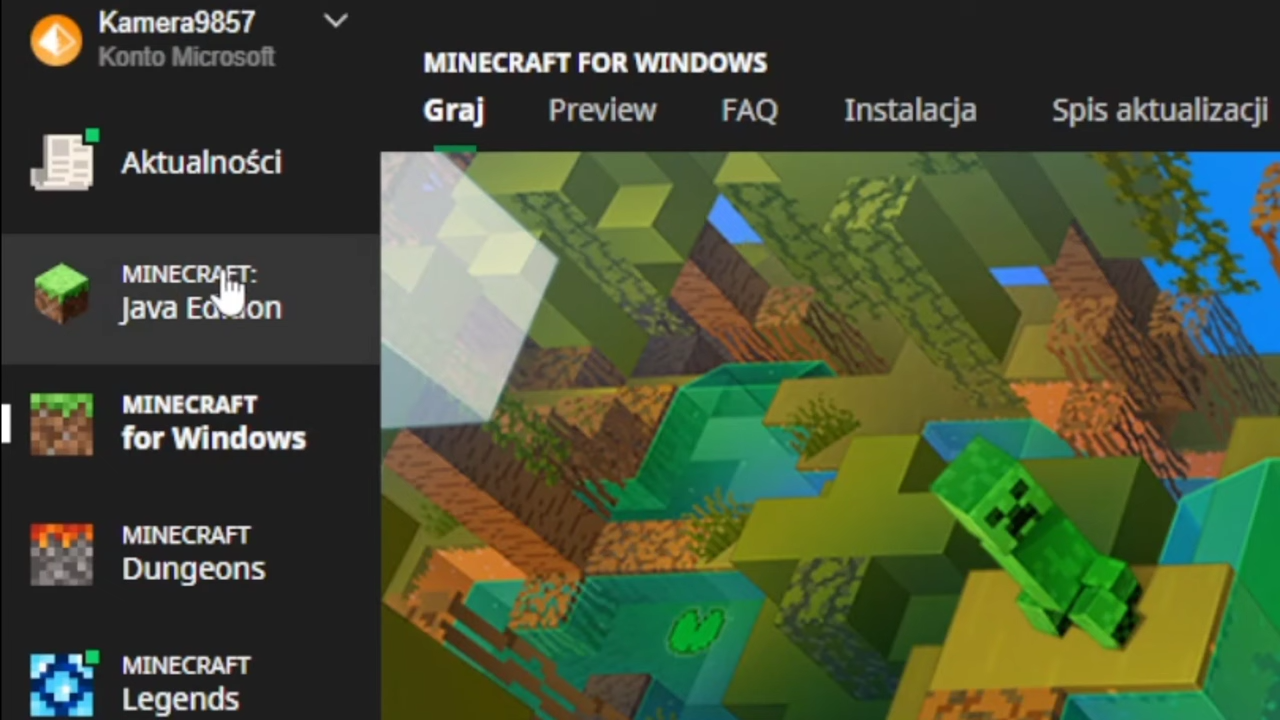 Kamera9857
Konto Microsoft
MINECRAFT FOR WINDOWS
Graj
Preview
FAQ
Instalacja
Spis aktualizacji
Aktualności
MINECRAFT:
Java Edition
MINECRAFT
for Windows
MINECRAFT
Dungeons
MINECRAFT
Legends